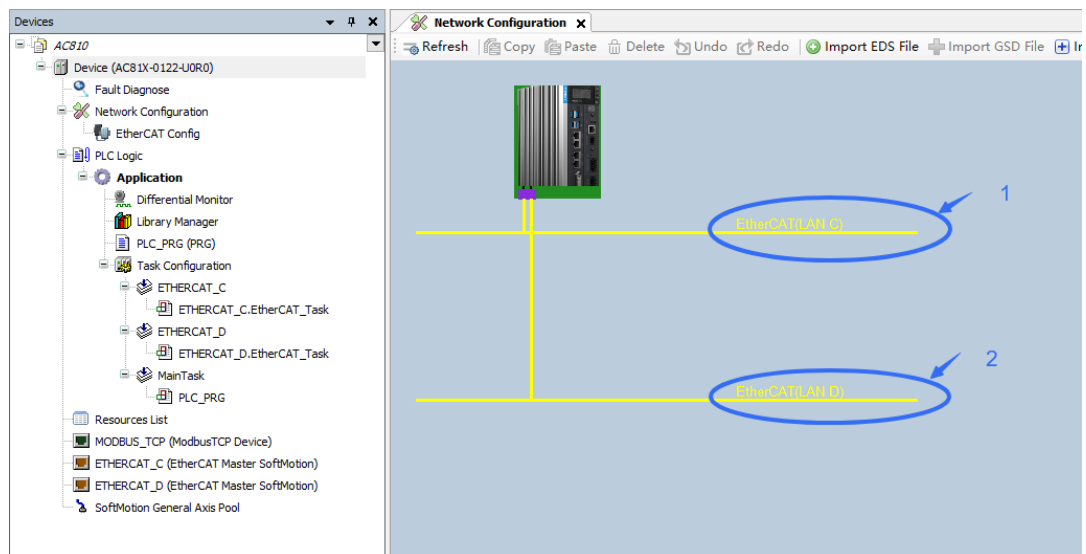 Devices
AC810
Device (AC81X-0122-U0R0)
Fault Diagnose
Network Configuration
EtherCAT Config
PLC Logic
Application
Differential Monitor
Library Manager
PLC_PRG (PRG)
Task Configuration
ETHERCAT_C
ETHERCAT_C.EtherCAT_Task
ETHERCAT_D
ETHERCAT_D.EtherCAT_Task
MainTask
PLC_PRG
Resources List
MODBUS_TCP (ModbusTCP Device)
ETHERCAT_C (EtherCAT Master SoftMotion)
ETHERCAT_D (EtherCAT Master SoftMotion)
SoftMotion General Axis Pool
Network Configuration
Refresh Copy Paste Delete Undo Redo Import EDS File Import GSD File
1
EtherCAT(LAN C)
2
EtherCAT(LAN D)